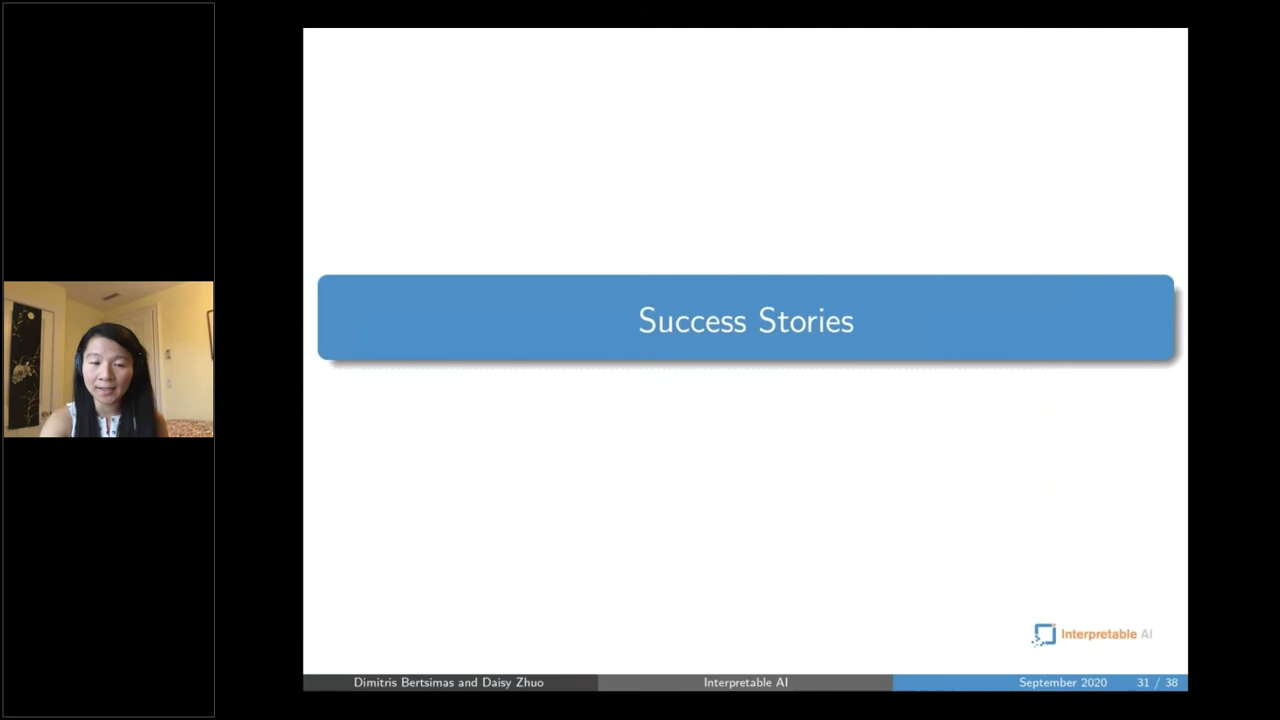 Success Stories
Interpretable AI
Dimitris Bertsimas and Daisy Zhuo
Interpretable AI
September 2020
31 / 38